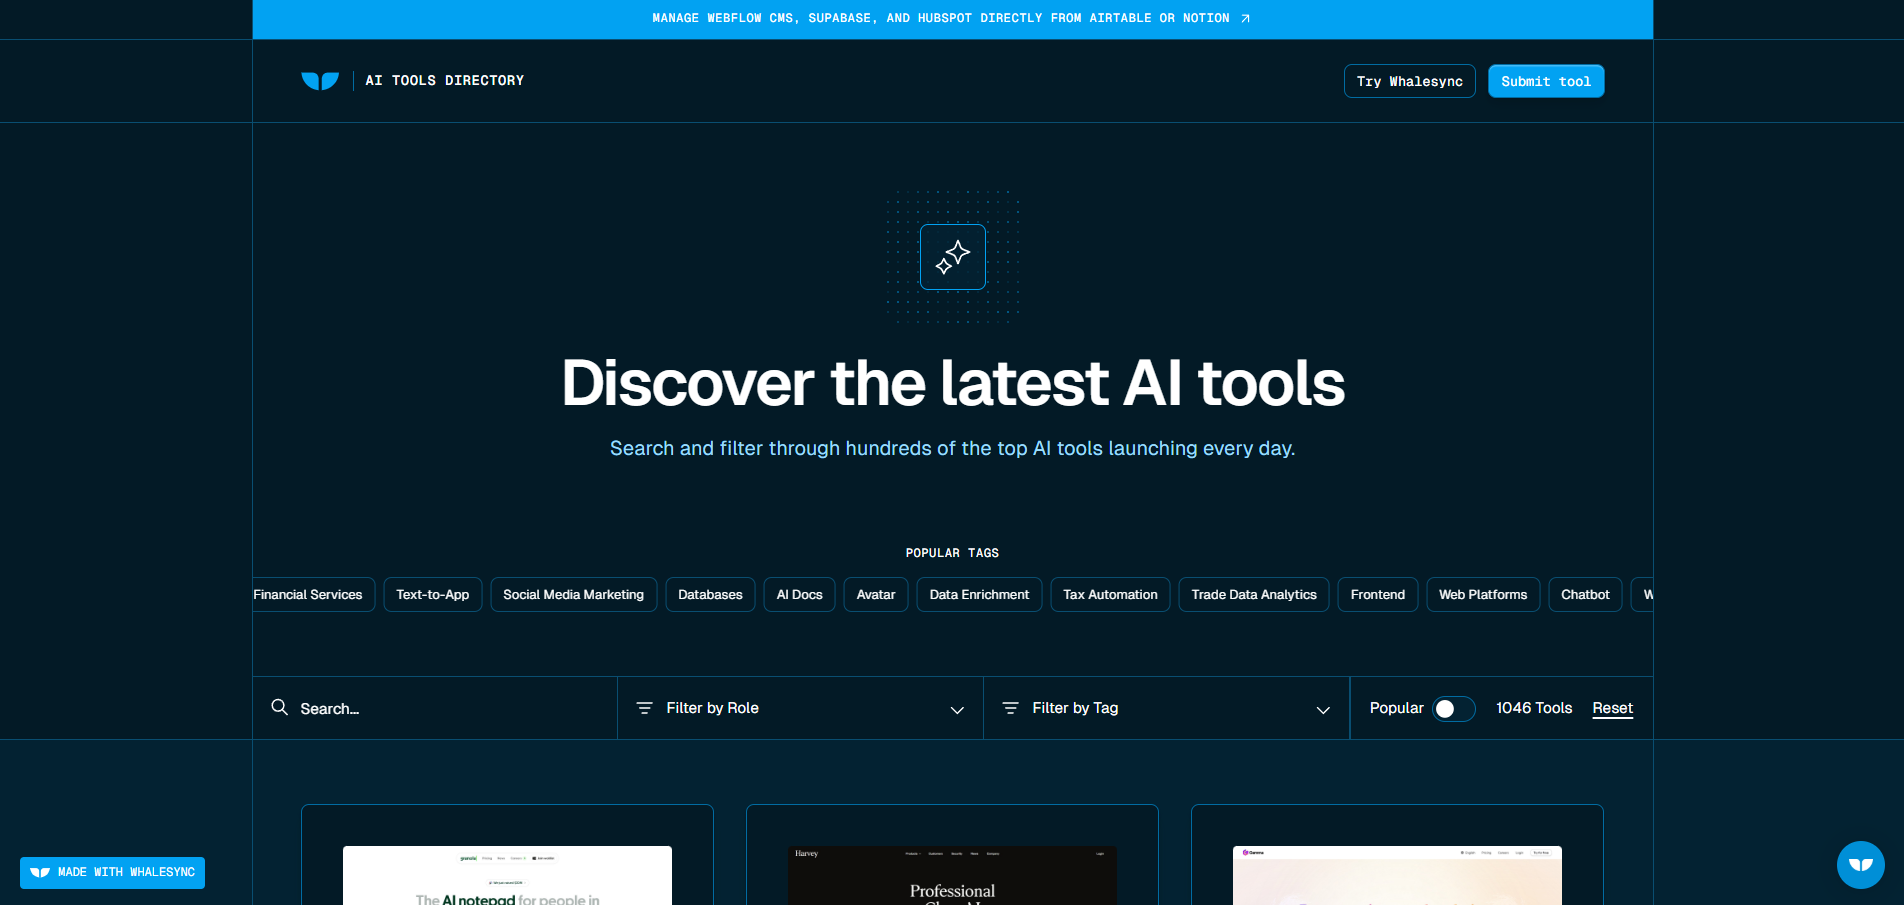 MANAGE WEBFLOW CMS, SUPABASE, AND HUBSPOT DIRECTLY FROM AIRTABLE OR NOTION
AI TOOLS DIRECTORY
Try Whalesync
Submit tool
Discover the latest AI tools
Search and filter through hundreds of the top AI tools launching every day.
POPULAR TAGS
Financial Services
Text-to-App
Social Media Marketing
Databases
AI Docs
Avatar
Data Enrichment
Tax Automation
Trade Data Analytics
Frontend
Web Platforms
Chatbot
Search...
Filter by Role
Filter by Tag
Popular
1046 Tools
Reset
granola
Harvey
Gamma
The AI notepad for people in
Professional
MADE WITH WHALESYNC